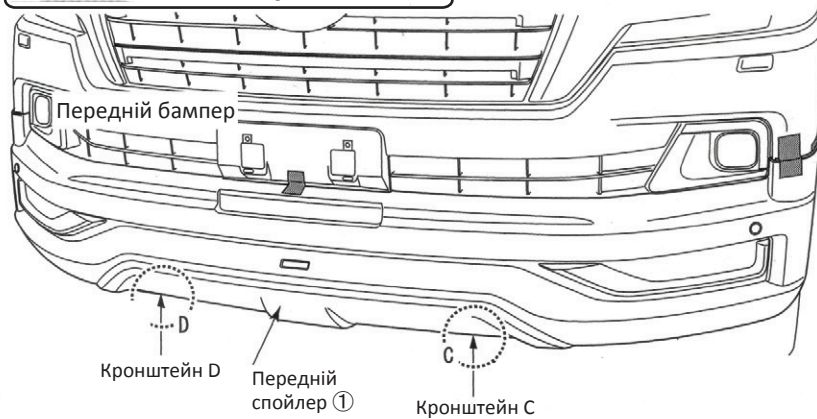 Передній бампер
D
C
Кронштейн D
Передній
спойлер ①
Кронштейн C